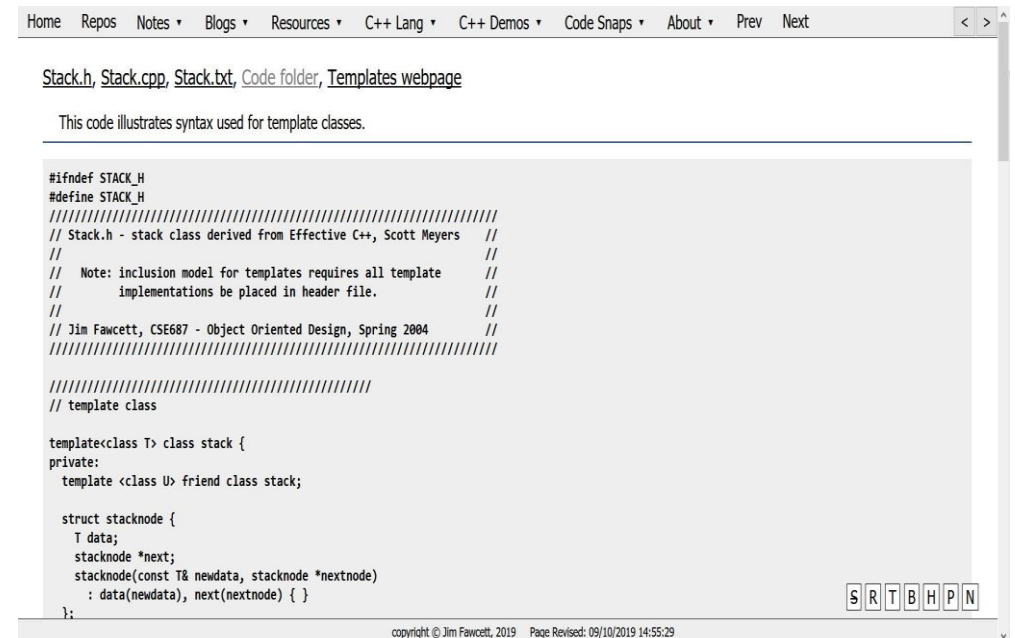 Home Repos Notes ▾ Blogs ▾ Resources ▾ C++ Lang ▾ C++ Demos ▾ Code Snaps ▾ About ▾ Prev Next < >
Stack.h, Stack.cpp, Stack.txt, Code folder, Templates webpage
This code illustrates syntax used for template classes.
#ifndef STACK_H
#define STACK_H
///////////////////////////////////////////////////////////////////////
// Stack.h - stack class derived from Effective C++, Scott Meyers    //
//                                                                   //
//   Note: inclusion model for templates requires all template       //
//         implementations be placed in header file.                 //
//                                                                   //
// Jim Fawcett, CSE687 - Object Oriented Design, Spring 2004         //
///////////////////////////////////////////////////////////////////////
///////////////////////////////////////////////////
// template class
template<class T> class stack {
private:
  template <class U> friend class stack;
  struct stacknode {
    T data;
    stacknode *next;
    stacknode(const T& newdata, stacknode *nextnode)
      : data(newdata), next(nextnode) { }
  };
S R T B H P N
copyright © Jim Fawcett, 2019 Page Revised: 09/10/2019 14:55:29